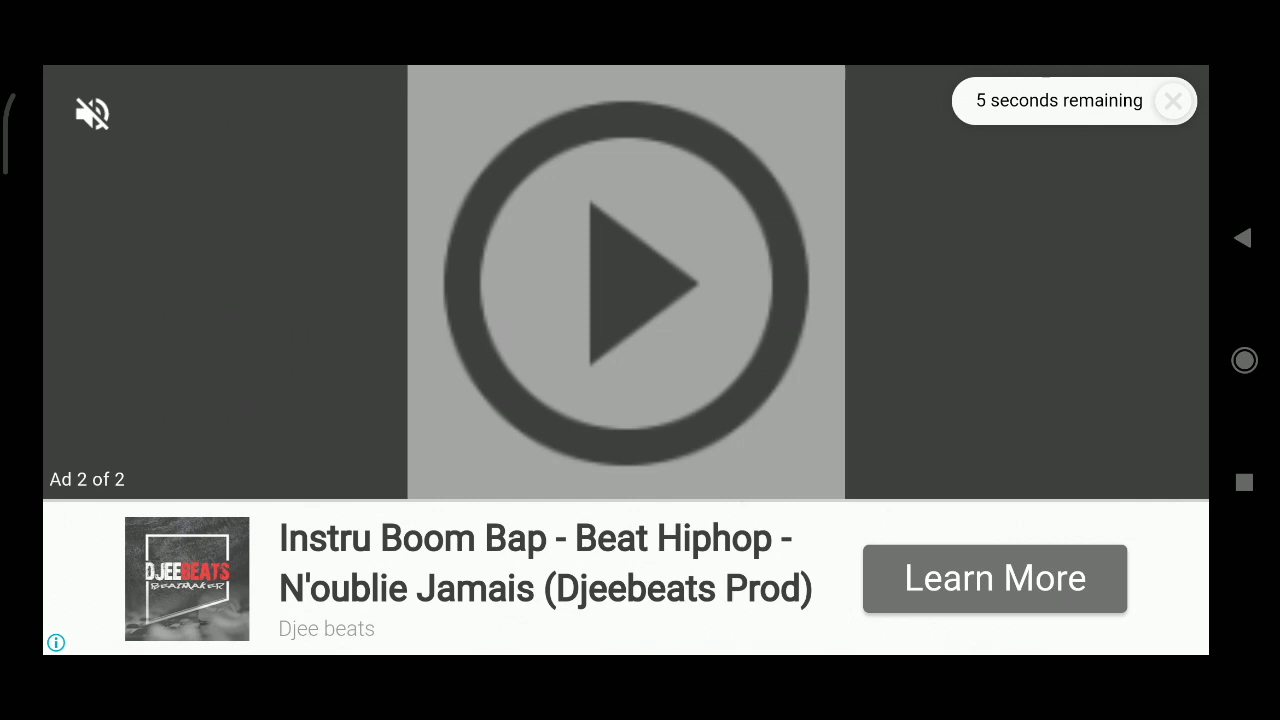 5 seconds remaining
Ad 2 of 2
DJEEBEATS
BEATMAKER
Instru Boom Bap - Beat Hiphop -
N'oublie Jamais (Djeebeats Prod)
Djee beats
Learn More